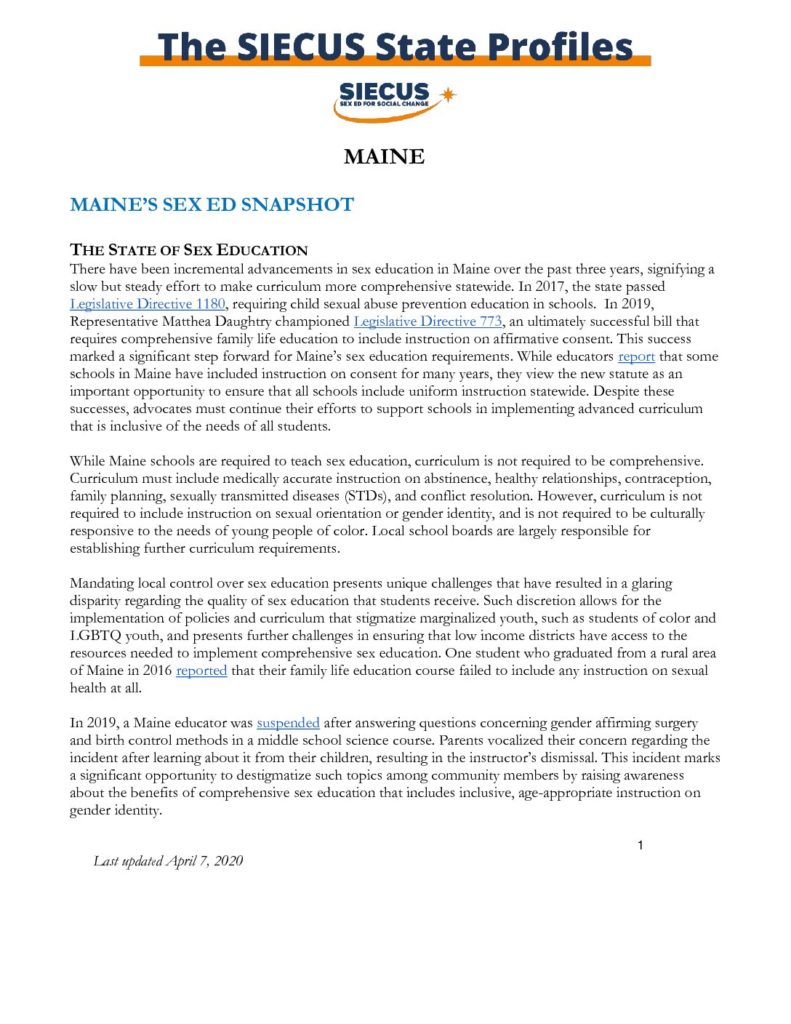 The SIECUS State Profiles
SIECUS
SEX ED FOR SOCIAL CHANGE
MAINE
MAINE'S SEX ED SNAPSHOT
THE STATE OF SEX EDUCATION
There have been incremental advancements in sex education in Maine over the past three years, signifying a
slow but steady effort to make curriculum more comprehensive statewide. In 2017, the state passed
Legislative Directive 1180, requiring child sexual abuse prevention education in schools. In 2019,
Representative Matthea Daughtry championed Legislative Directive 773, an ultimately successful bill that
requires comprehensive family life education to include instruction on affirmative consent. This success
marked a significant step forward for Maine's sex education requirements. While educators report that some
schools in Maine have included instruction on consent for many years, they view the new statute as an
important opportunity to ensure that all schools include uniform instruction statewide. Despite these
successes, advocates must continue their efforts to support schools in implementing advanced curriculum
that is inclusive of the needs of all students.
While Maine schools are required to teach sex education, curriculum is not required to be comprehensive.
Curriculum must include medically accurate instruction on abstinence, healthy relationships, contraception,
family planning, sexually transmitted diseases (STDs), and conflict resolution. However, curriculum is not
required to include instruction on sexual orientation or gender identity, and is not required to be culturally
responsive to the needs of young people of color. Local school boards are largely responsible for
establishing further curriculum requirements.
Mandating local control over sex education presents unique challenges that have resulted in a glaring
disparity regarding the quality of sex education that students receive. Such discretion allows for the
implementation of policies and curriculum that stigmatize marginalized youth, such as students of color and
LGBTQ youth, and presents further challenges in ensuring that low income districts have access to the
resources needed to implement comprehensive sex education. One student who graduated from a rural area
of Maine in 2016 reported that their family life education course failed to include any instruction on sexual
health at all.
In 2019, a Maine educator was suspended after answering questions concerning gender affirming surgery
and birth control methods in a middle school science course. Parents vocalized their concern regarding the
incident after learning about it from their children, resulting in the instructor's dismissal. This incident marks
a significant opportunity to destigmatize such topics among community members by raising awareness
about the benefits of comprehensive sex education that includes inclusive, age-appropriate instruction on
gender identity.
1
Last updated April 7, 2020